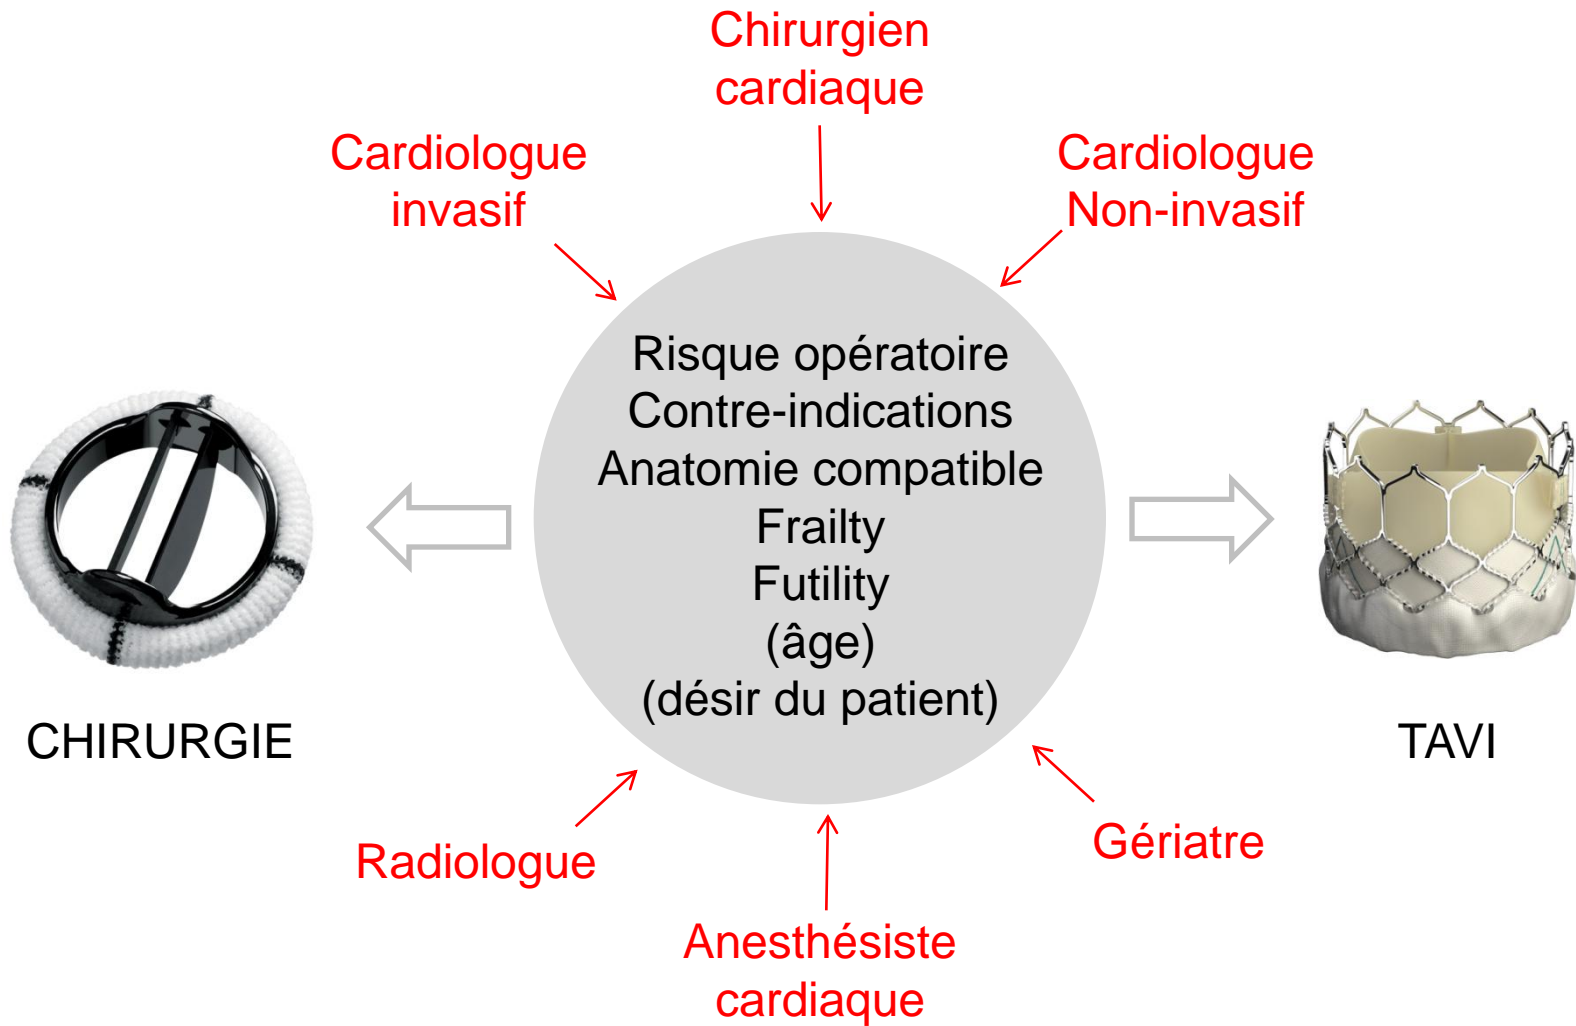 Chirurgien
cardiaque
Cardiologue
invasif
Cardiologue
Non-invasif
Risque opératoire
Contre-indications
Anatomie compatible
Frailty
Futility
(âge)
(désir du patient)
CHIRURGIE
TAVI
Radiologue
Gériatre
Anesthésiste
cardiaque